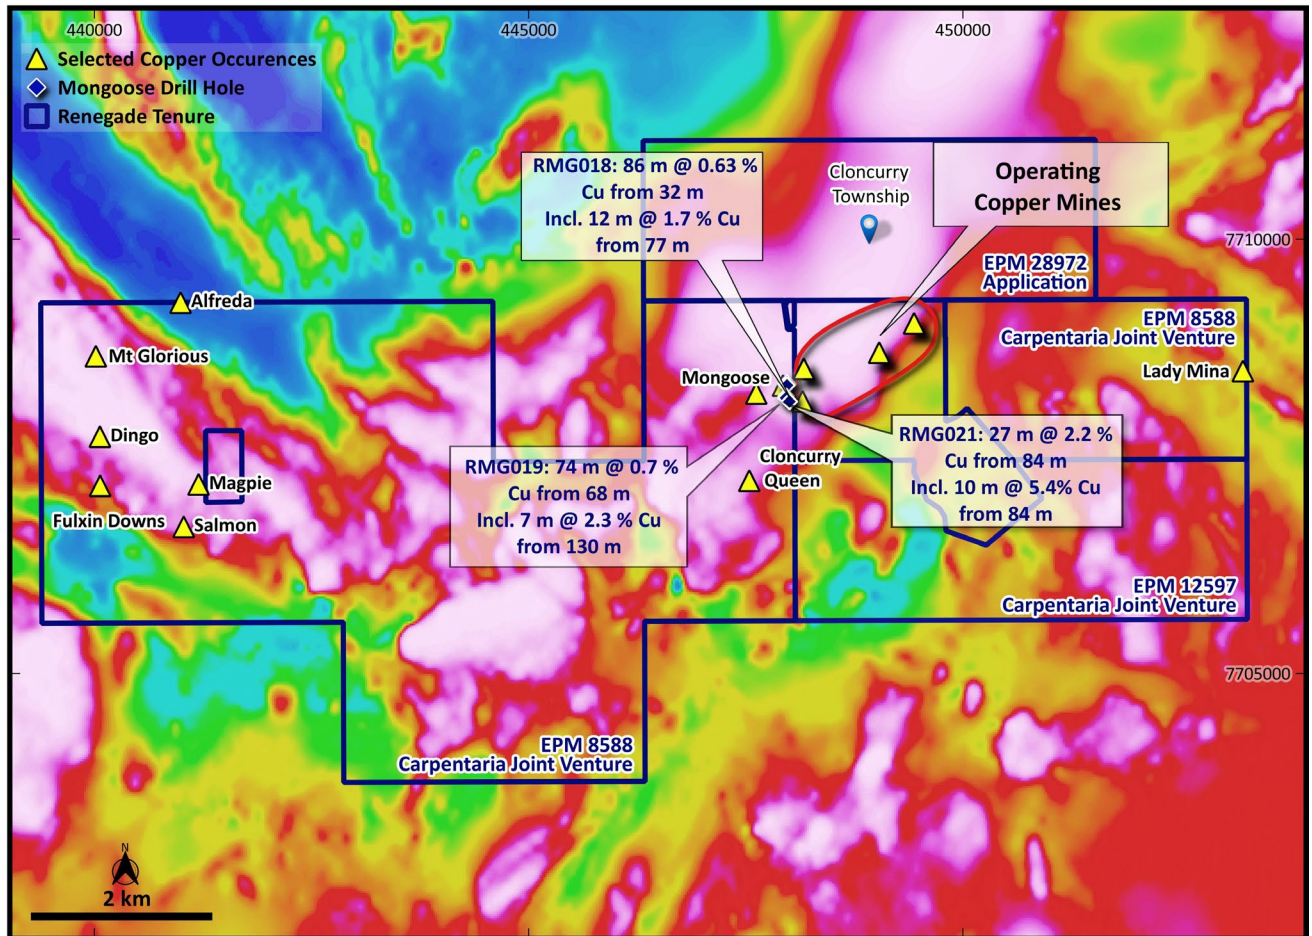 440000
445000
450000
Selected Copper Occurences
Mongoose Drill Hole
Renegade Tenure
RMG018: 86 m @ 0.63 %
Cu from 32 m
Incl. 12 m @ 1.7 % Cu
from 77 m
Cloncurry
Township
Operating
Copper Mines
7710000
EPM 28972
Application
Alfreda
EPM 8588
Carpentaria Joint Venture
Mt Glorious
Lady Mina
Mongoose
Dingo
RMG021: 27 m @ 2.2 %
Cu from 84 m
Incl. 10 m @ 5.4% Cu
from 84 m
Cloncurry
Queen
RMG019: 74 m @ 0.7 %
Cu from 68 m
Incl. 7 m @ 2.3 % Cu
from 130 m
Magpie
Fulxin Downs
Salmon
EPM 12597
Carpentaria Joint Venture
7705000
EPM 8588
Carpentaria Joint Venture
N
2 km